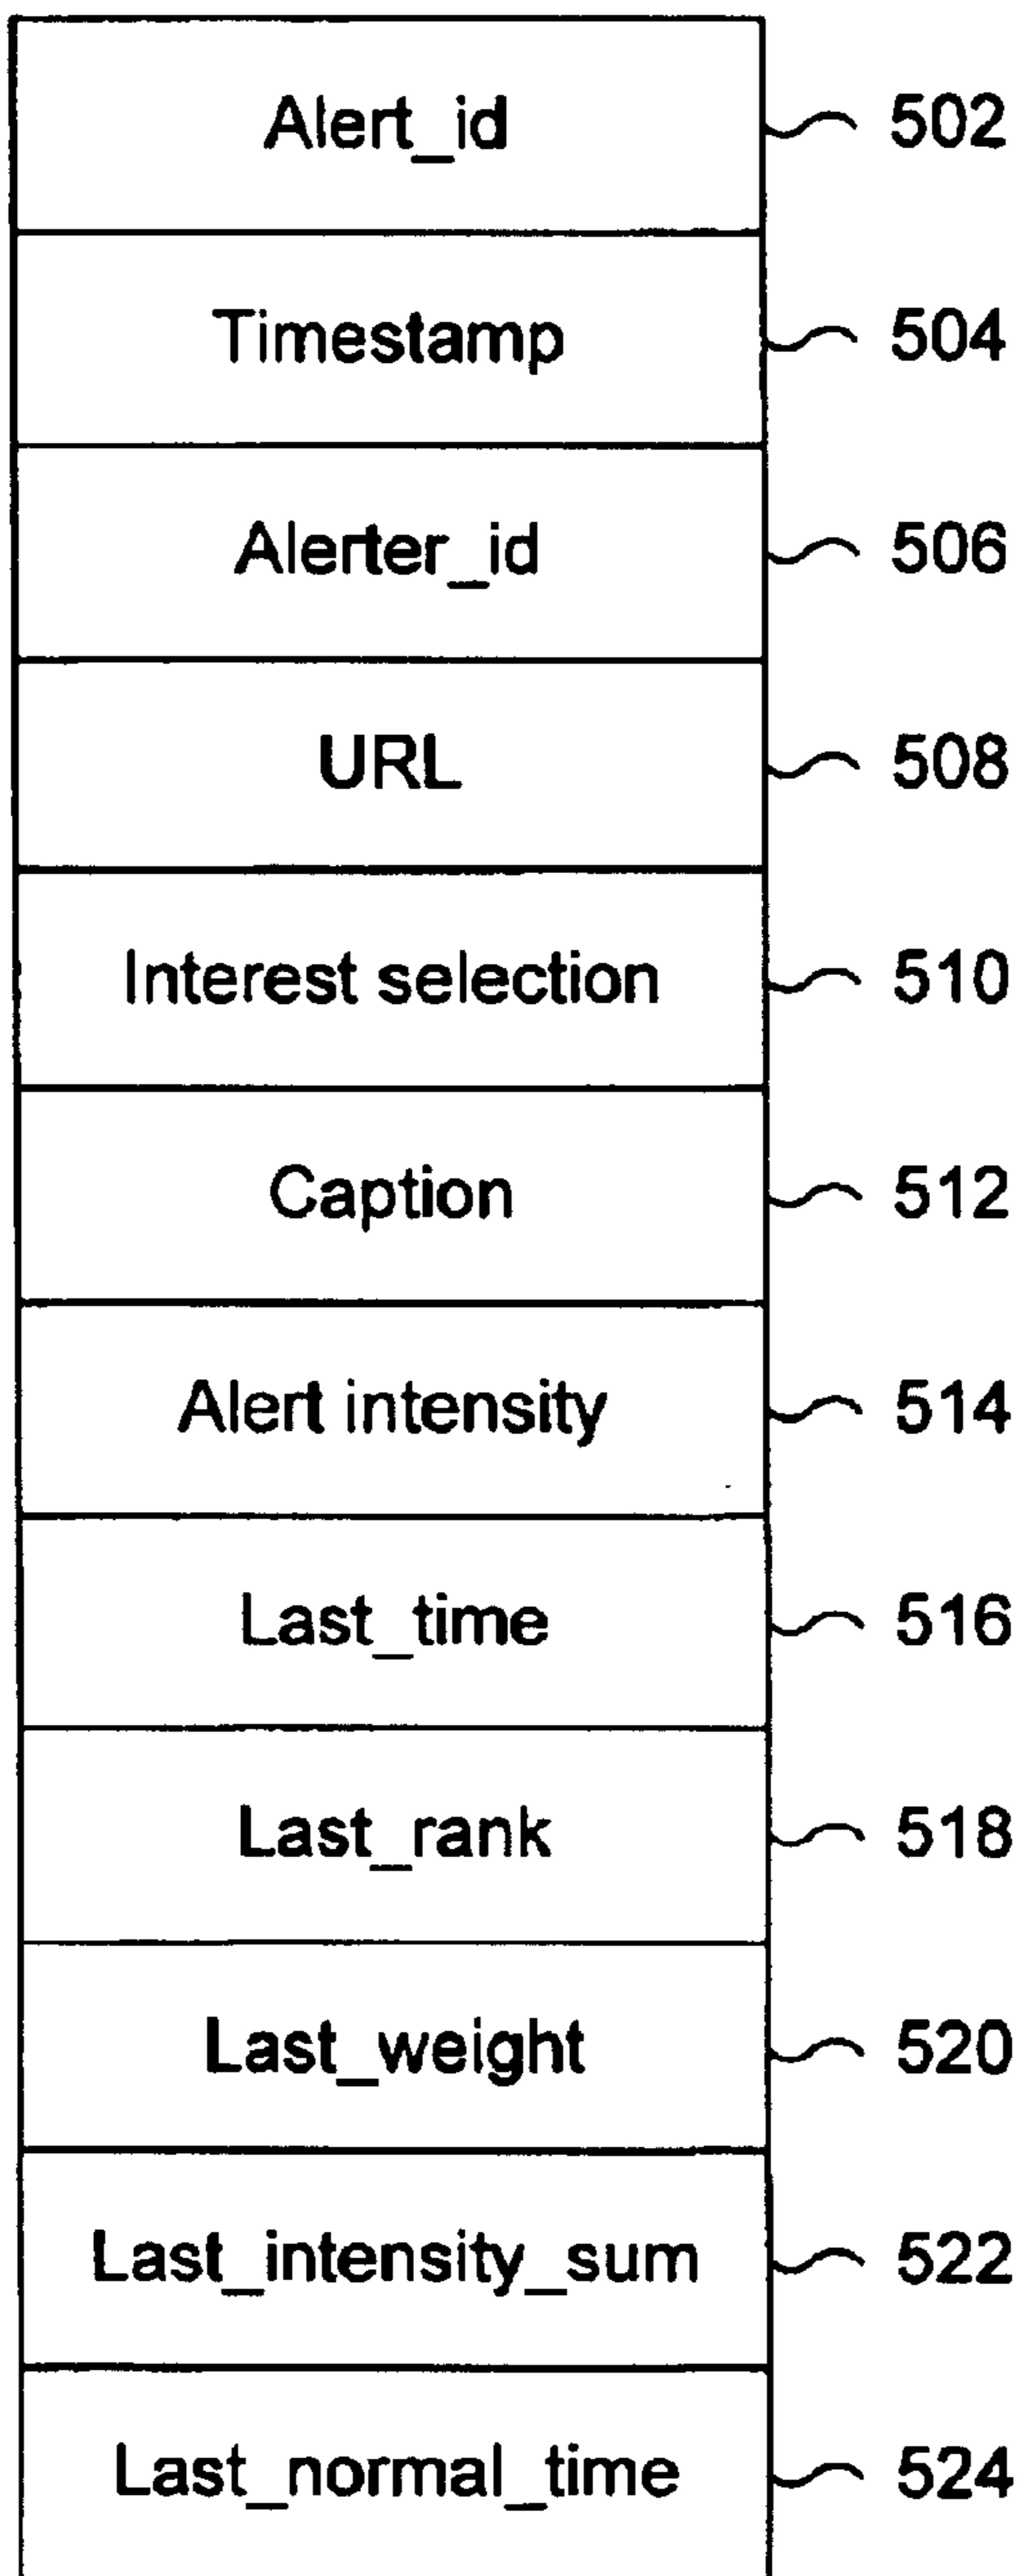 Alert_id 502
Timestamp 504
Alerter_id 506
URL 508
Interest selection 510
Caption 512
Alert intensity 514
Last_time 516
Last_rank 518
Last_weight 520
Last_intensity_sum 522
Last_normal_time 524